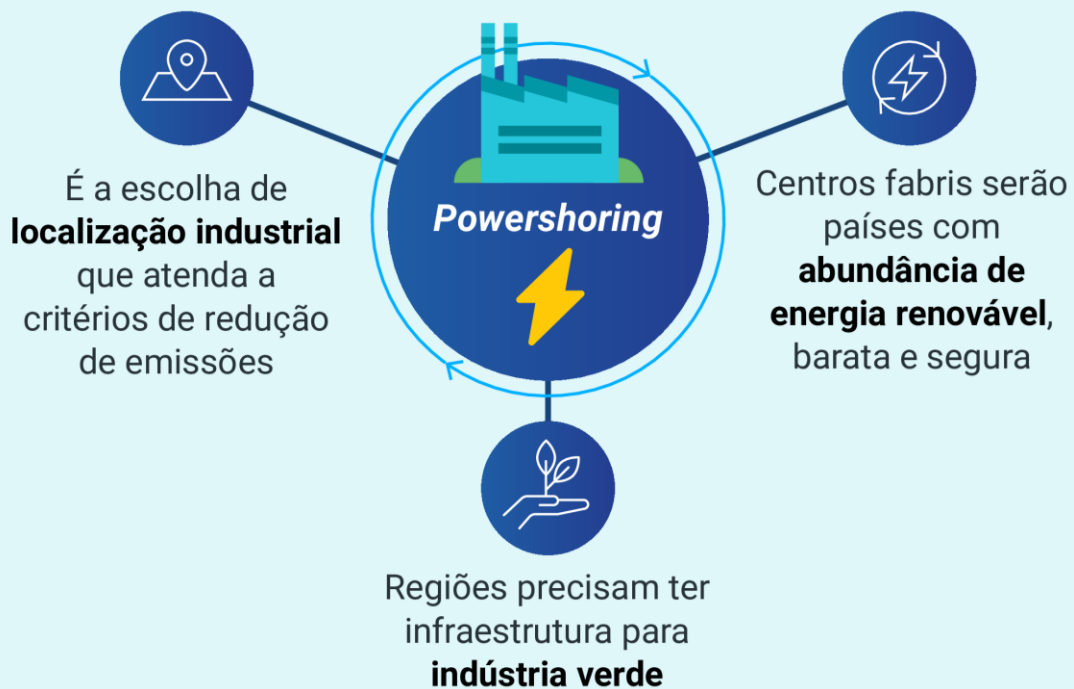 Powershoring
É a escolha de
localização industrial
que atenda a
critérios de redução
de emissões
Centros fabris serão
países com
abundância de
energia renovável,
barata e segura
Regiões precisam ter
infraestrutura para
indústria verde